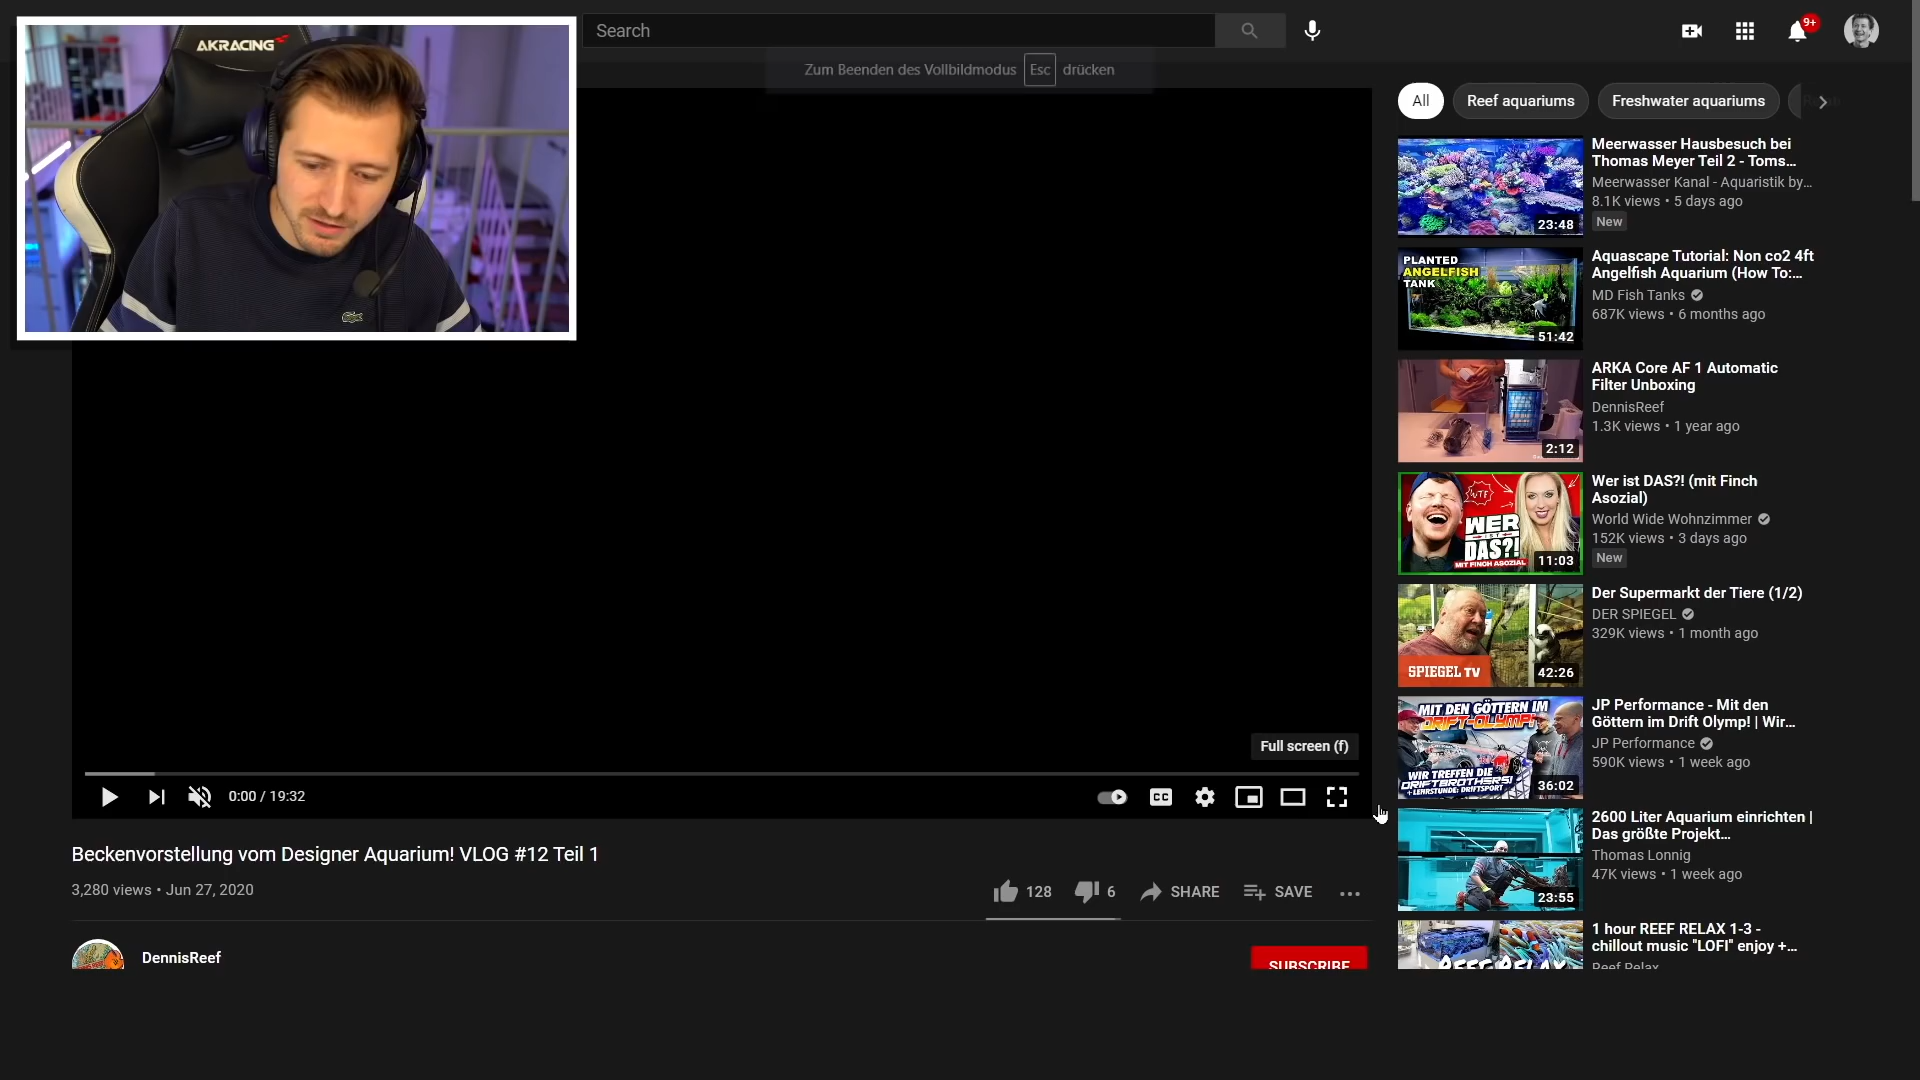 AKRACING
Search
9+
Zum Beenden des Vollbildmodus Esc drücken
All
Reef aquariums
Freshwater aquariums
23:48
Meerwasser Hausbesuch bei
Thomas Meyer Teil 2 - Toms...
Meerwasser Kanal - Aquaristik by...
8.1K views • 5 days ago
New
PLANTED
ANGELFISH
TANK
51:42
Aquascape Tutorial: Non co2 4ft
Angelfish Aquarium (How To:...
MD Fish Tanks
687K views • 6 months ago
2:12
ARKA Core AF 1 Automatic
Filter Unboxing
DennisReef
1.3K views • 1 year ago
WTF
WER
IST
DAS?!
MIT FINCH ASOZIAL
11:03
Wer ist DAS?! (mit Finch
Asozial)
World Wide Wohnzimmer
152K views • 3 days ago
New
SPIEGEL TV
42:26
Der Supermarkt der Tiere (1/2)
DER SPIEGEL
329K views • 1 month ago
MIT DEN GÖTTERN IM
DRIFT-OLYMP!
WIR TREFFEN DIE
DRIFTBROTHERS!
+LEHRSTUNDE: DRIFTSPORT
36:02
JP Performance - Mit den
Göttern im Drift Olymp! | Wir...
JP Performance
590K views • 1 week ago
23:55
2600 Liter Aquarium einrichten |
Das größte Projekt...
Thomas Lonnig
47K views • 1 week ago
REEF RELAX
1 hour REEF RELAX 1-3 -
chillout music "LOFI" enjoy +...
Reef Relax
Full screen (f)
0:00 / 19:32
CC
Beckenvorstellung vom Designer Aquarium! VLOG #12 Teil 1
3,280 views • Jun 27, 2020
128
6
SHARE
SAVE
DennisReef
SUBSCRIBE